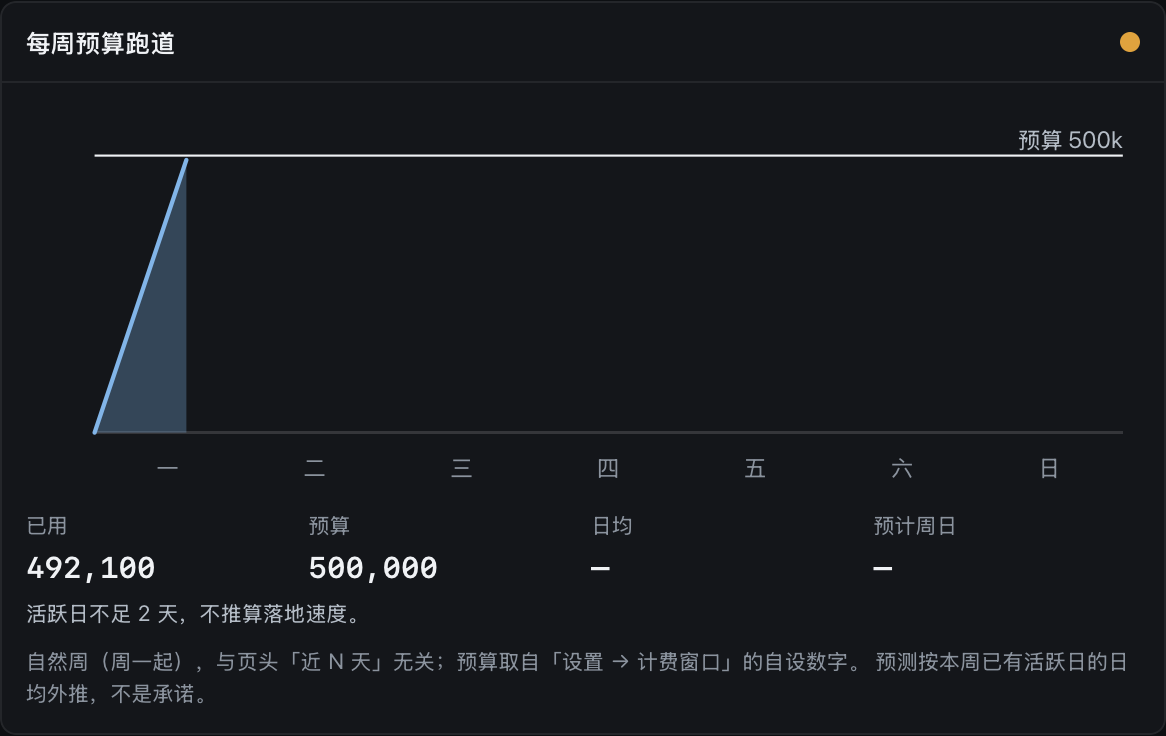 每周预算跑道
预算 500k
一 二 三 四 五 六 日
已用 预算 日均 预计周日
492,100 500,000 — —
活跃日不足 2 天，不推算落地速度。
自然周（周一起），与页头「近 N 天」无关；预算取自「设置 → 计费窗口」的自设数字。 预测按本周已有活跃日的日
均外推，不是承诺。